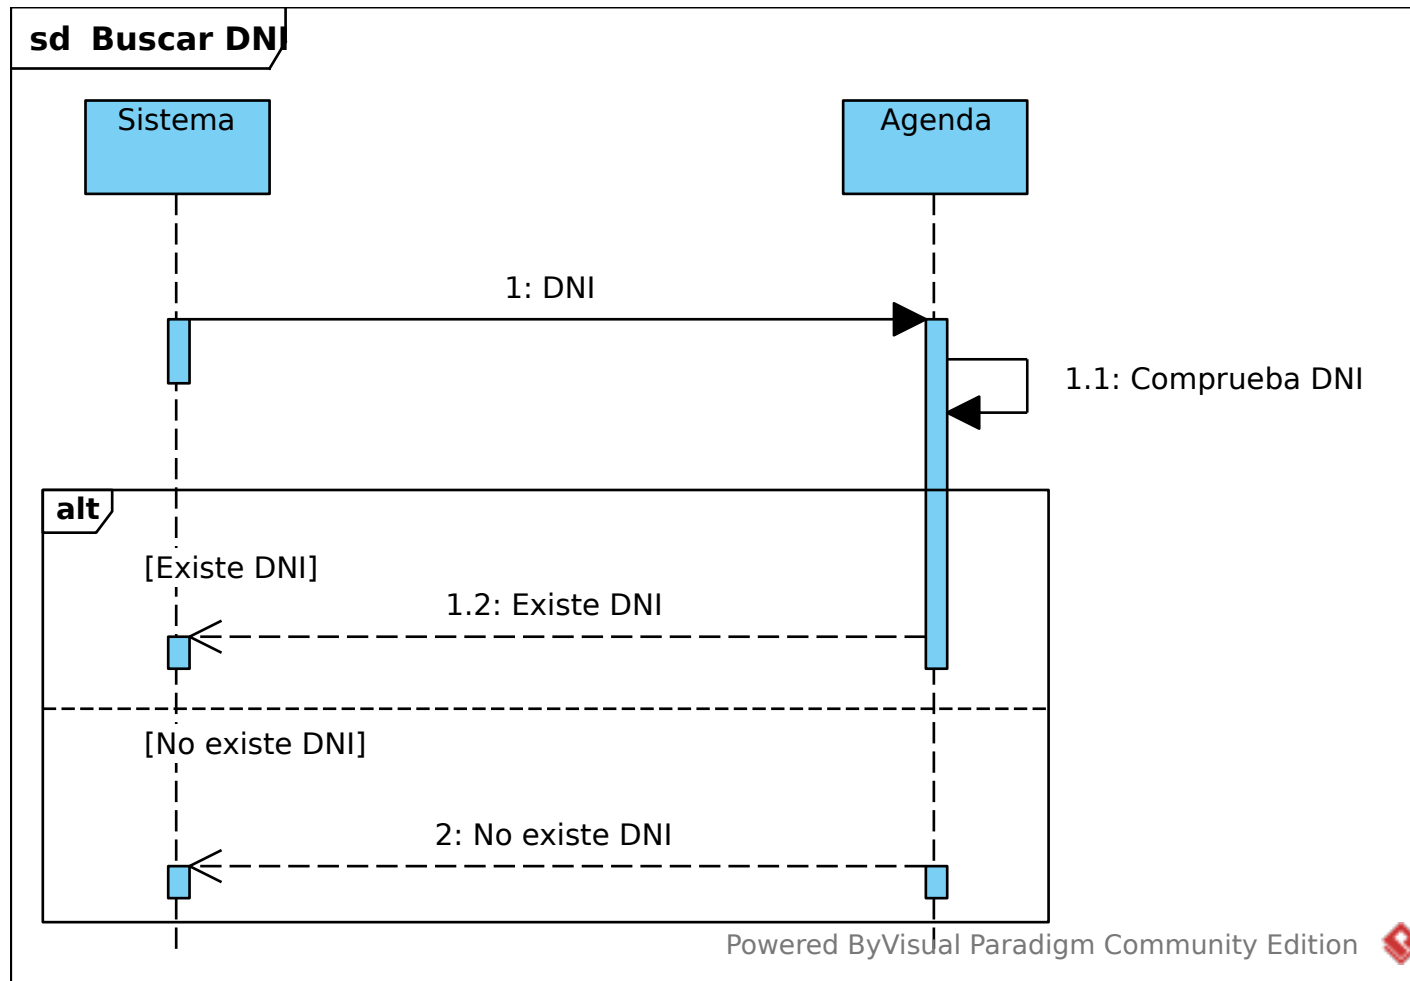 sd Buscar DNI
Sistema
Agenda
1: DNI
1.1: Comprueba DNI
alt
[Existe DNI]
1.2: Existe DNI
[No existe DNI]
2: No existe DNI
Powered ByVisual Paradigm Community Edition